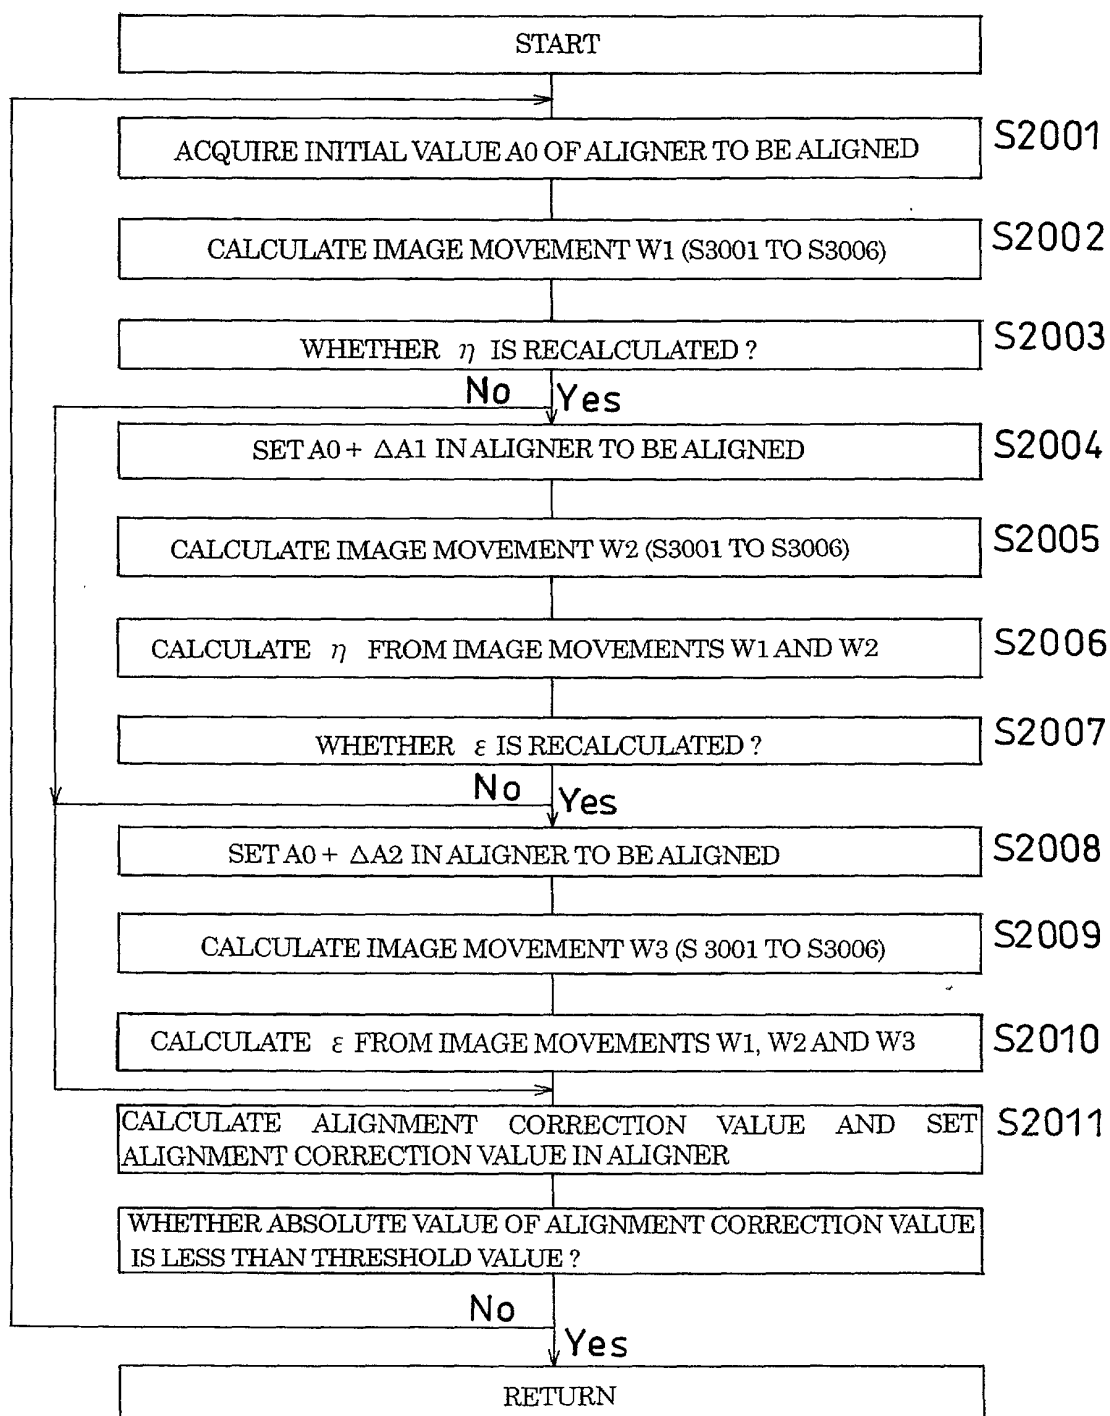 START
ACQUIRE INITIAL VALUE A0 OF ALIGNER TO BE ALIGNED
S2001
CALCULATE IMAGE MOVEMENT W1 (S3001 TO S3006)
S2002
WHETHER η IS RECALCULATED ?
S2003
No
Yes
SET A0 + ΔA1 IN ALIGNER TO BE ALIGNED
S2004
CALCULATE IMAGE MOVEMENT W2 (S3001 TO S3006)
S2005
CALCULATE η FROM IMAGE MOVEMENTS W1 AND W2
S2006
WHETHER ε IS RECALCULATED ?
S2007
No
Yes
SET A0 + ΔA2 IN ALIGNER TO BE ALIGNED
S2008
CALCULATE IMAGE MOVEMENT W3 (S 3001 TO S3006)
S2009
CALCULATE ε FROM IMAGE MOVEMENTS W1, W2 AND W3
S2010
CALCULATE ALIGNMENT CORRECTION VALUE AND SET
ALIGNMENT CORRECTION VALUE IN ALIGNER
S2011
WHETHER ABSOLUTE VALUE OF ALIGNMENT CORRECTION VALUE
IS LESS THAN THRESHOLD VALUE ?
No
Yes
RETURN